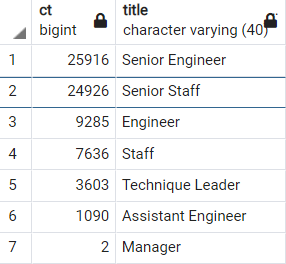 ct title
bigint character varying (40)
1 25916 Senior Engineer
2 24926 Senior Staff
3 9285 Engineer
4 7636 Staff
5 3603 Technique Leader
6 1090 Assistant Engineer
7 2 Manager